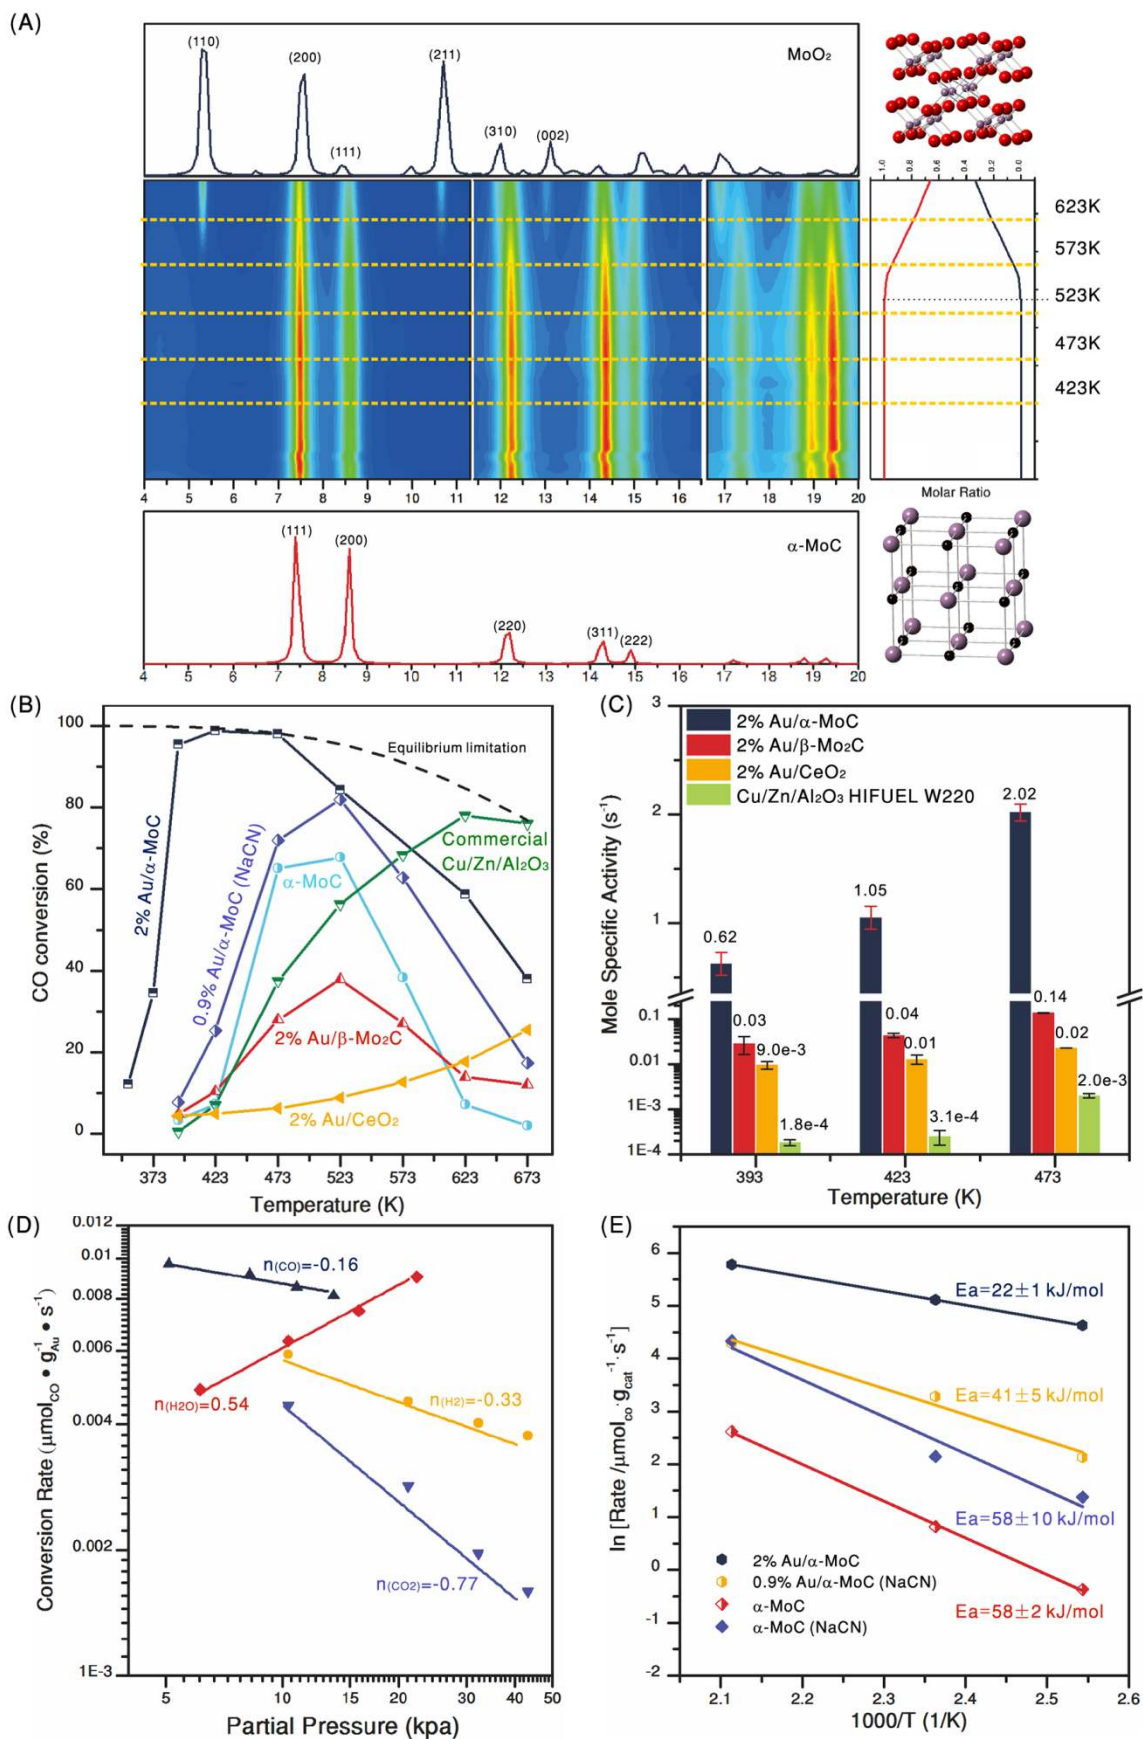 (A)
MoO₂
(110)
(200)
(111)
(211)
(310)
(002)
1.0 0.8 0.6 0.4 0.2 0.0
623K
573K
523K
473K
423K
4 5 6 7 8 9 10 11 12 13 14 15 16 17 18 19 20
Molar Ratio
α-MoC
(111)
(200)
(220)
(311)
(222)
4 5 6 7 8 9 10 11 12 13 14 15 16 17 18 19 20
(B)
CO conversion (%)
100
80
60
40
20
0
Equilibrium limitation
2% Au/α-MoC
0.9% Au/α-MoC (NaCN)
α-MoC
Commercial
Cu/Zn/Al₂O₃
2% Au/β-Mo₂C
2% Au/CeO₂
373 423 473 523 573 623 673
Temperature (K)
(C)
Mole Specific Activity (s⁻¹)
3
2
1
0.1
0.01
1E-3
1E-4
2% Au/α-MoC
2% Au/β-Mo₂C
2% Au/CeO₂
Cu/Zn/Al₂O₃ HIFUEL W220
0.62
0.03
9.0e-3
1.8e-4
1.05
0.04
0.01
3.1e-4
2.02
0.14
0.02
2.0e-3
393 423 473
Temperature (K)
(D)
Conversion Rate (μmol_CO • g⁻¹_Au • s⁻¹)
0.012
0.01
0.008
0.006
0.004
0.002
1E-3
n(CO)=-0.16
n(H2O)=0.54
n(H2)=-0.33
n(CO2)=-0.77
5 10 15 20 30 40 50
Partial Pressure (kpa)
(E)
ln [Rate /μmol_co·g_cat⁻¹·s⁻¹]
6
5
4
3
2
1
0
-1
-2
Ea=22±1 kJ/mol
Ea=41±5 kJ/mol
Ea=58±10 kJ/mol
Ea=58±2 kJ/mol
2% Au/α-MoC
0.9% Au/α-MoC (NaCN)
α-MoC
α-MoC (NaCN)
2.1 2.2 2.3 2.4 2.5 2.6
1000/T (1/K)